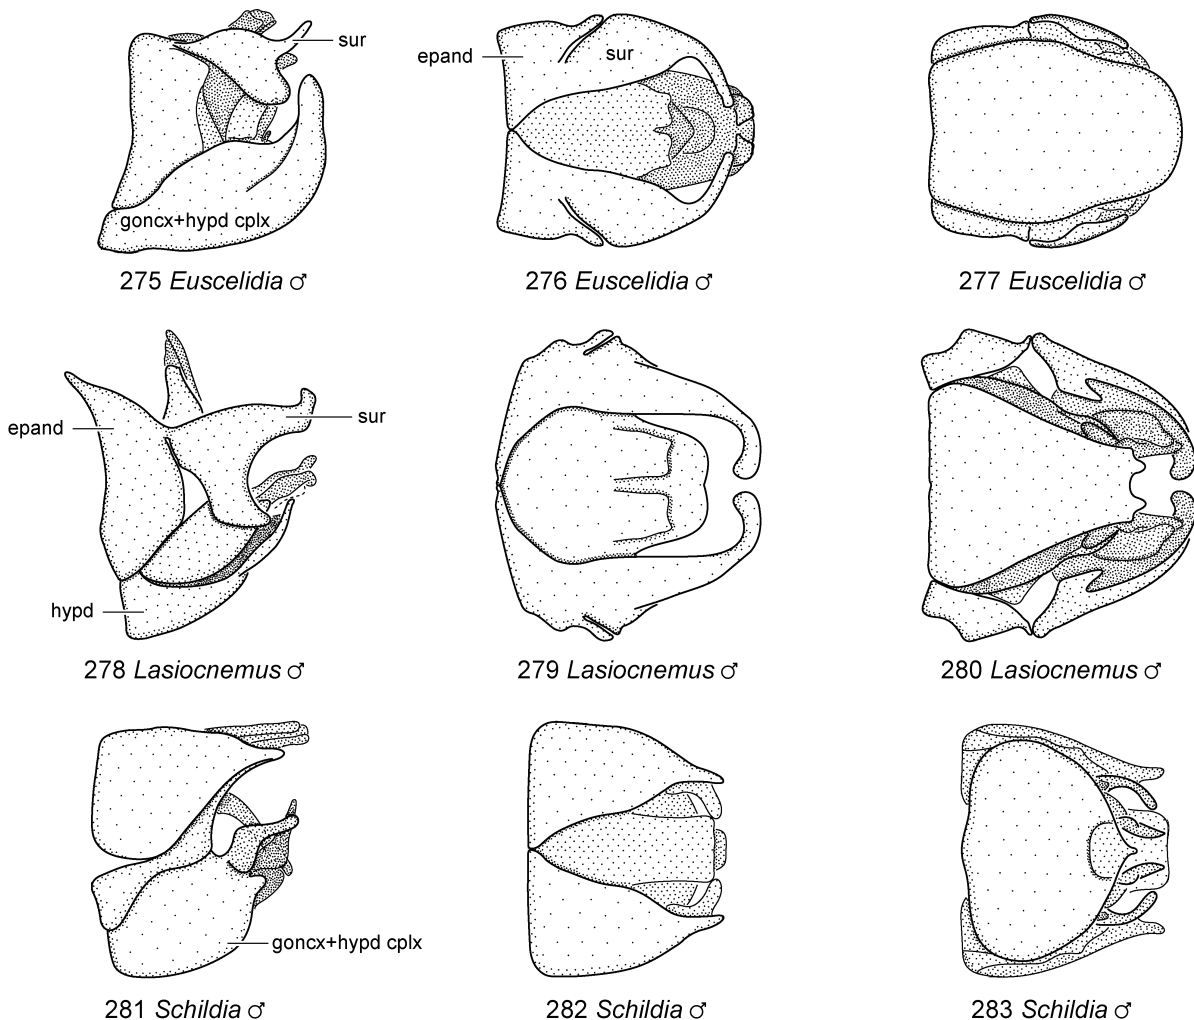 sur
epand
sur
goncx+hypd cplx
275 Euscelidia ♂
276 Euscelidia ♂
277 Euscelidia ♂
epand
sur
hypd
278 Lasiocnemus ♂
279 Lasiocnemus ♂
280 Lasiocnemus ♂
goncx+hypd cplx
281 Schildia ♂
282 Schildia ♂
283 Schildia ♂